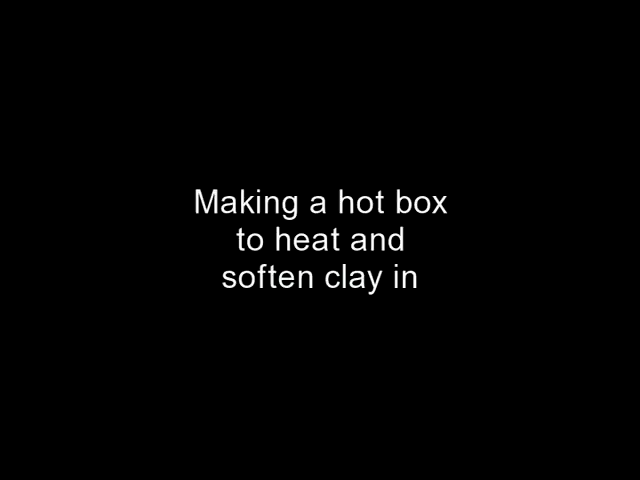 Making a hot box
to heat and
soften clay in